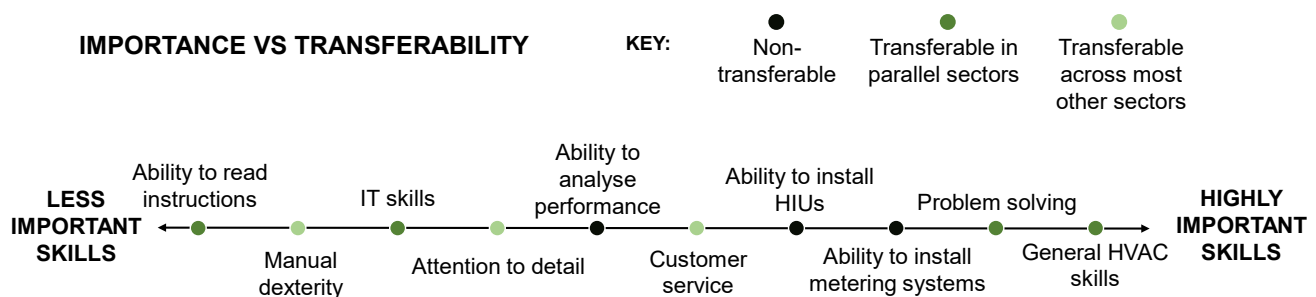 IMPORTANCE VS TRANSFERABILITY
KEY:
Non-
transferable
Transferable in
parallel sectors
Transferable
across most
other sectors
LESS
IMPORTANT
SKILLS
Ability to read
instructions
Manual
dexterity
IT skills
Attention to detail
Ability to
analyse
performance
Customer
service
Ability to install
HIUs
Ability to install
metering systems
Problem solving
General HVAC
skills
HIGHLY
IMPORTANT
SKILLS